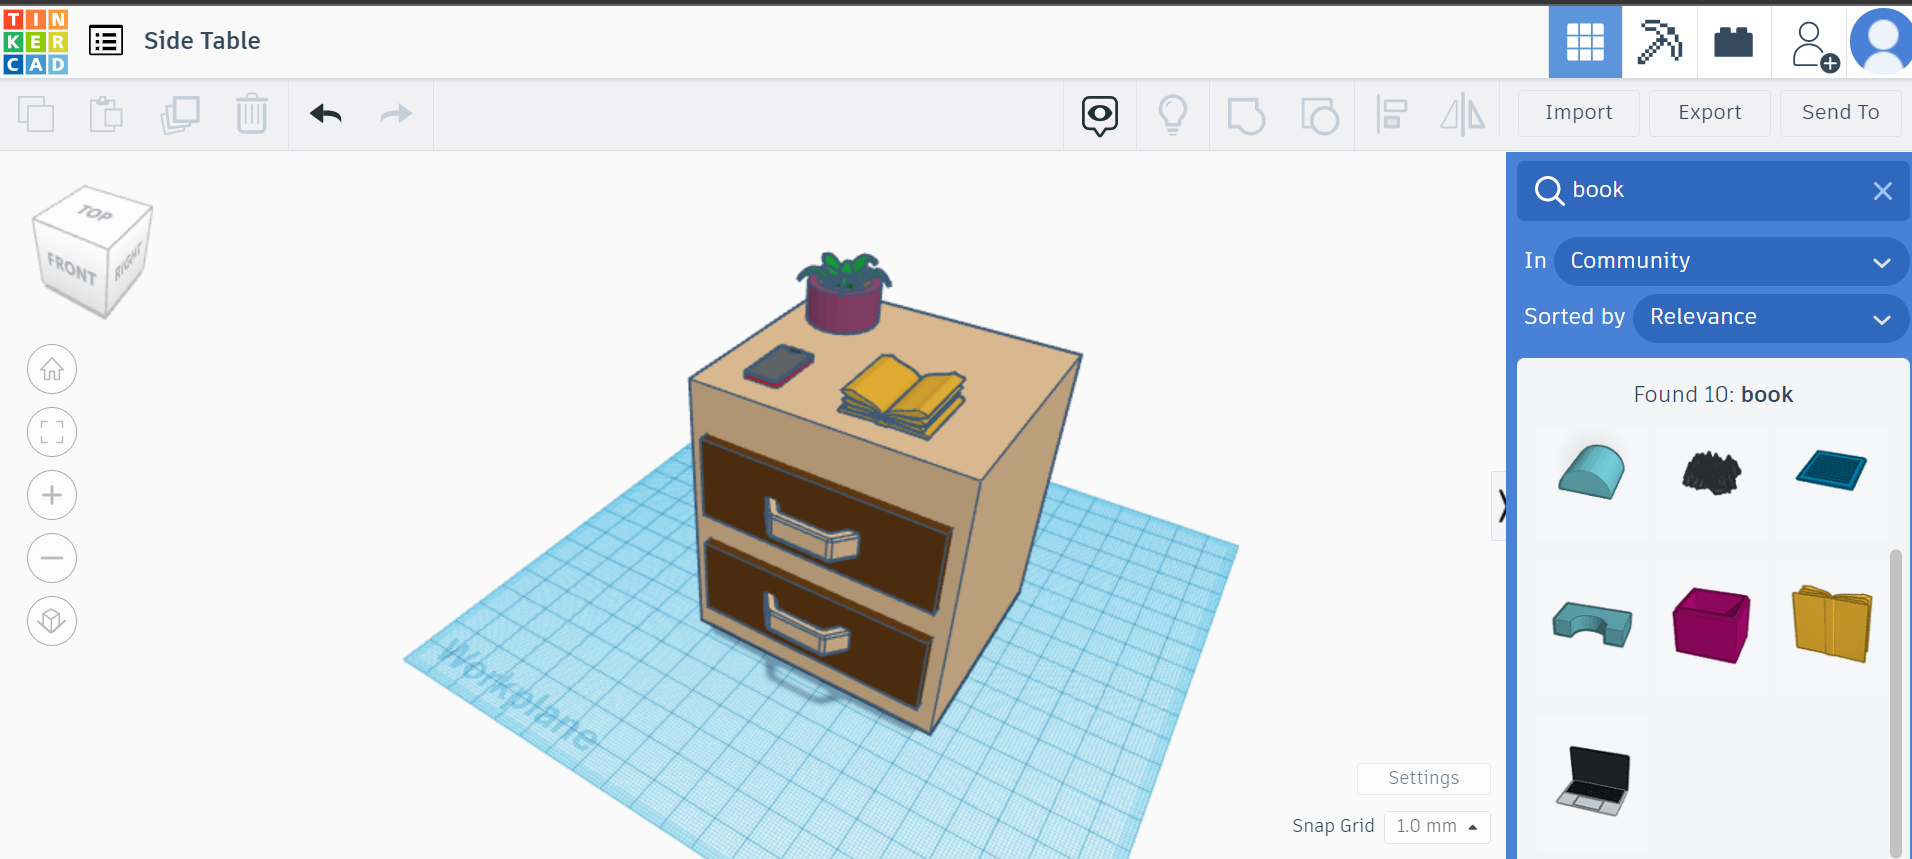 TIN
KER
CAD
Side Table
Import
Export
Send To
TOP
FRONT
RIGHT
book
In Community
Sorted by Relevance
Found 10: book
Workplane
Settings
Snap Grid 1.0 mm